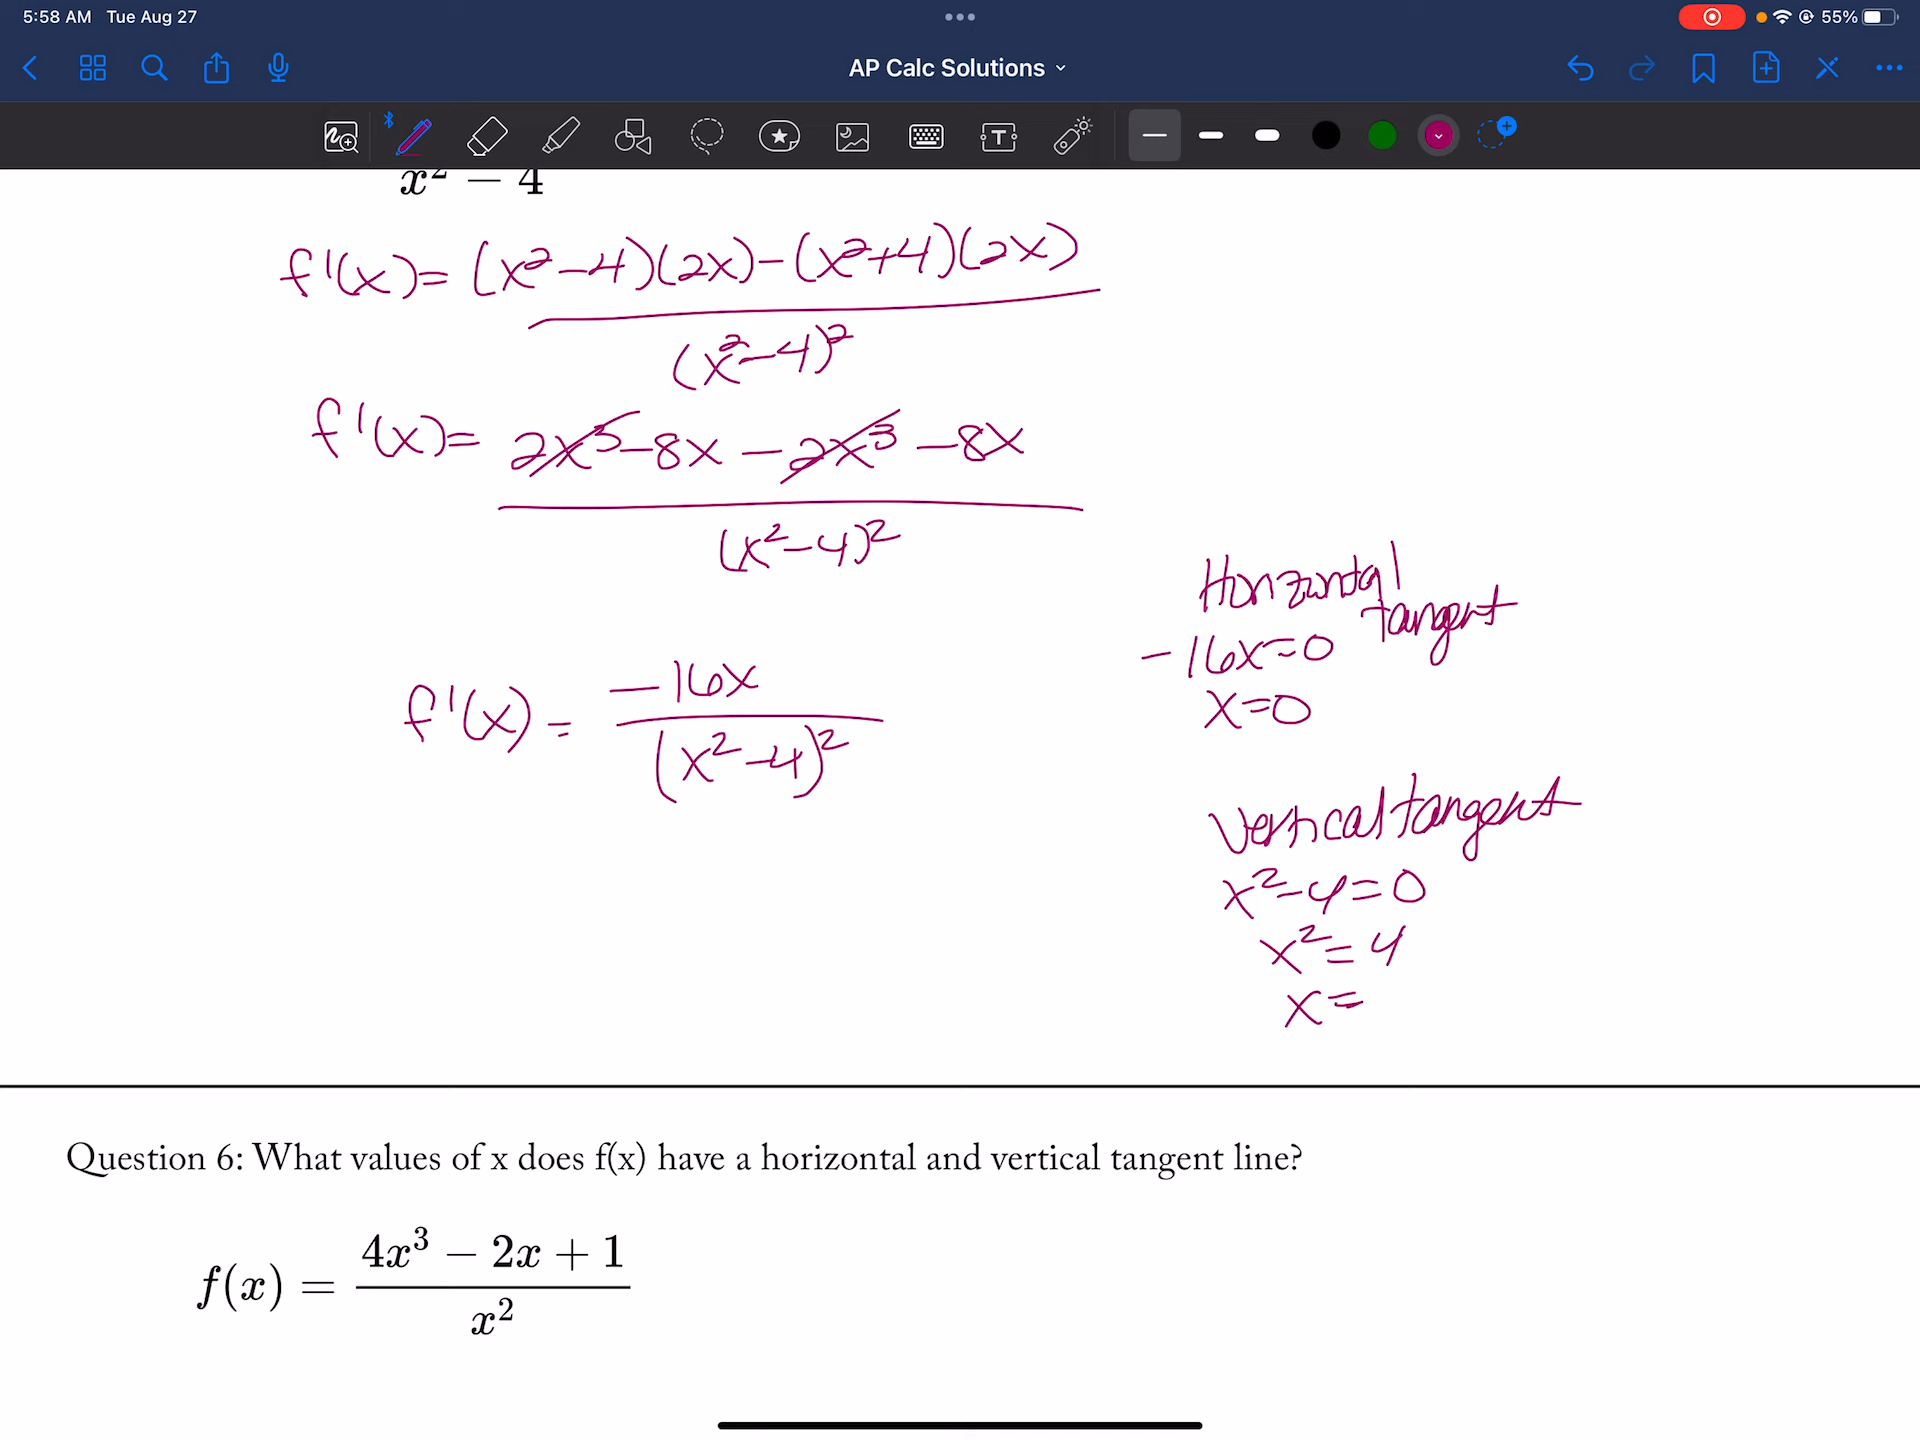 5:58 AM Tue Aug 27
55%
AP Calc Solutions
T
x² − 4
f'(x)= (x²−4)(2x)−(x²+4)(2x)
(x²−4)²
f'(x)= 2x³−8x −2x³ −8x
(x²−4)²
Horizontal
tangent
−16x=0
x=0
f'(x) = −16x
(x²−4)²
Vertical tangent
x²−4=0
x²=4
x=
Question 6: What values of x does f(x) have a horizontal and vertical tangent line?
f(x) = 4x³ − 2x + 1
x²